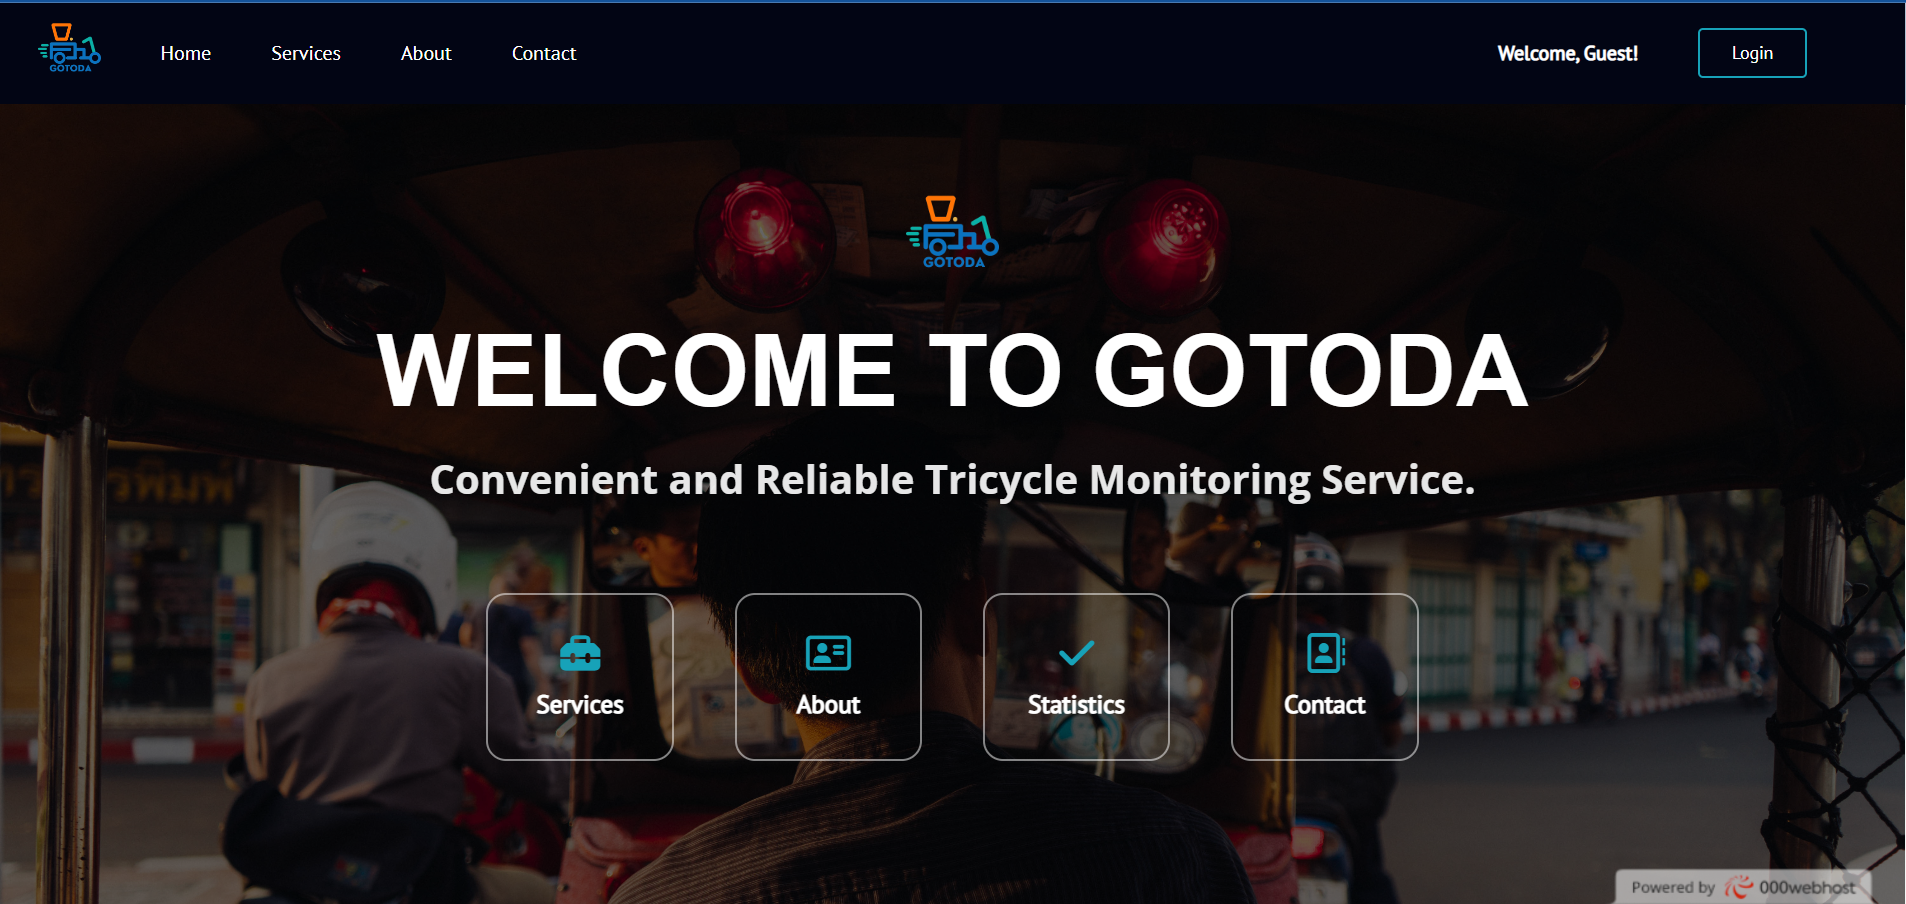 GOTODA
Home
Services
About
Contact
Welcome, Guest!
Login
GOTODA
WELCOME TO GOTODA
Convenient and Reliable Tricycle Monitoring Service.
Services
About
Statistics
Contact
Powered by 000webhost